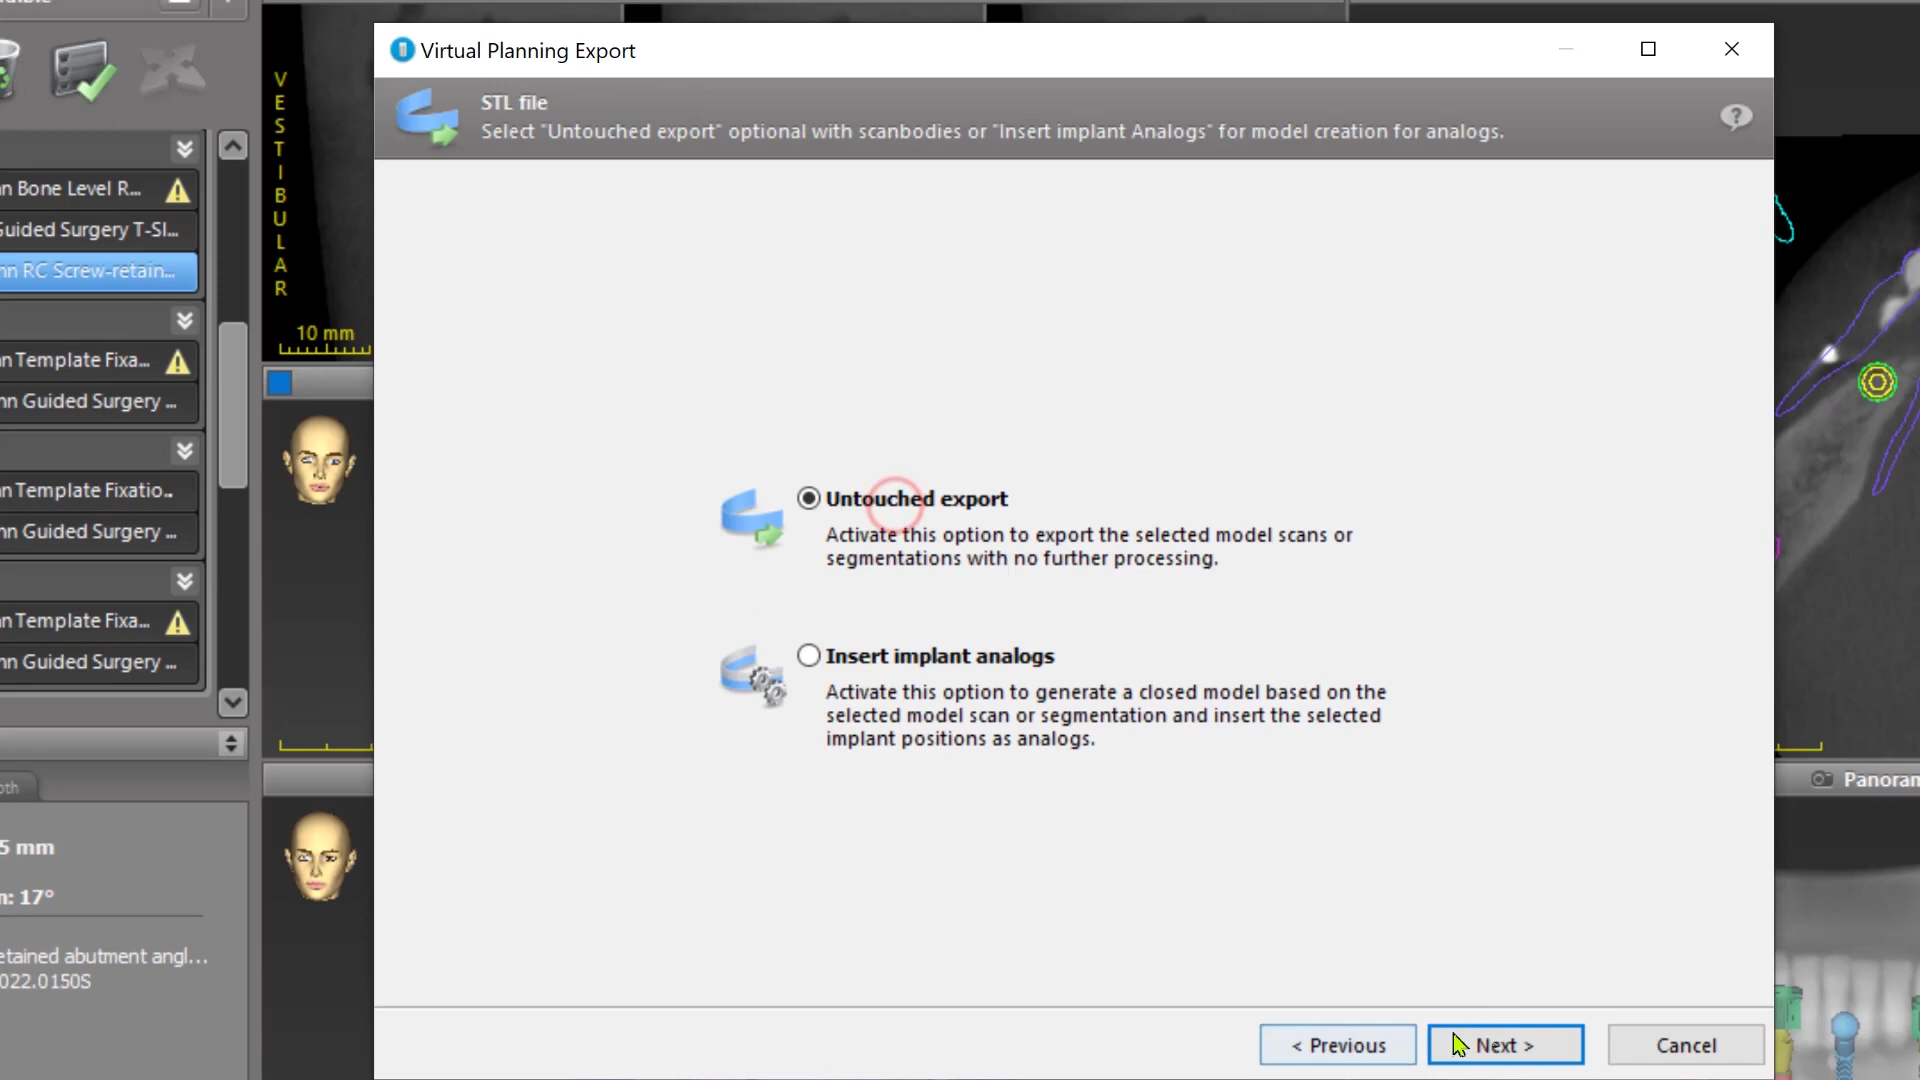 Virtual Planning Export
STL file
Select "Untouched export" optional with scanbodies or "Insert implant Analogs" for model creation for analogs.
VESTIBULAR
10 mm
n Bone Level R...
Guided Surgery T-Sl...
nn RC Screw-retain...
n Template Fixa...
nn Guided Surgery ...
n Template Fixatio..
nn Guided Surgery ...
n Template Fixa...
nn Guided Surgery ...
5 mm
n: 17°
etained abutment angl...
022.0150S
Untouched export
Activate this option to export the selected model scans or
segmentations with no further processing.
Insert implant analogs
Activate this option to generate a closed model based on the
selected model scan or segmentation and insert the selected
implant positions as analogs.
Panoram
< Previous
Next >
Cancel